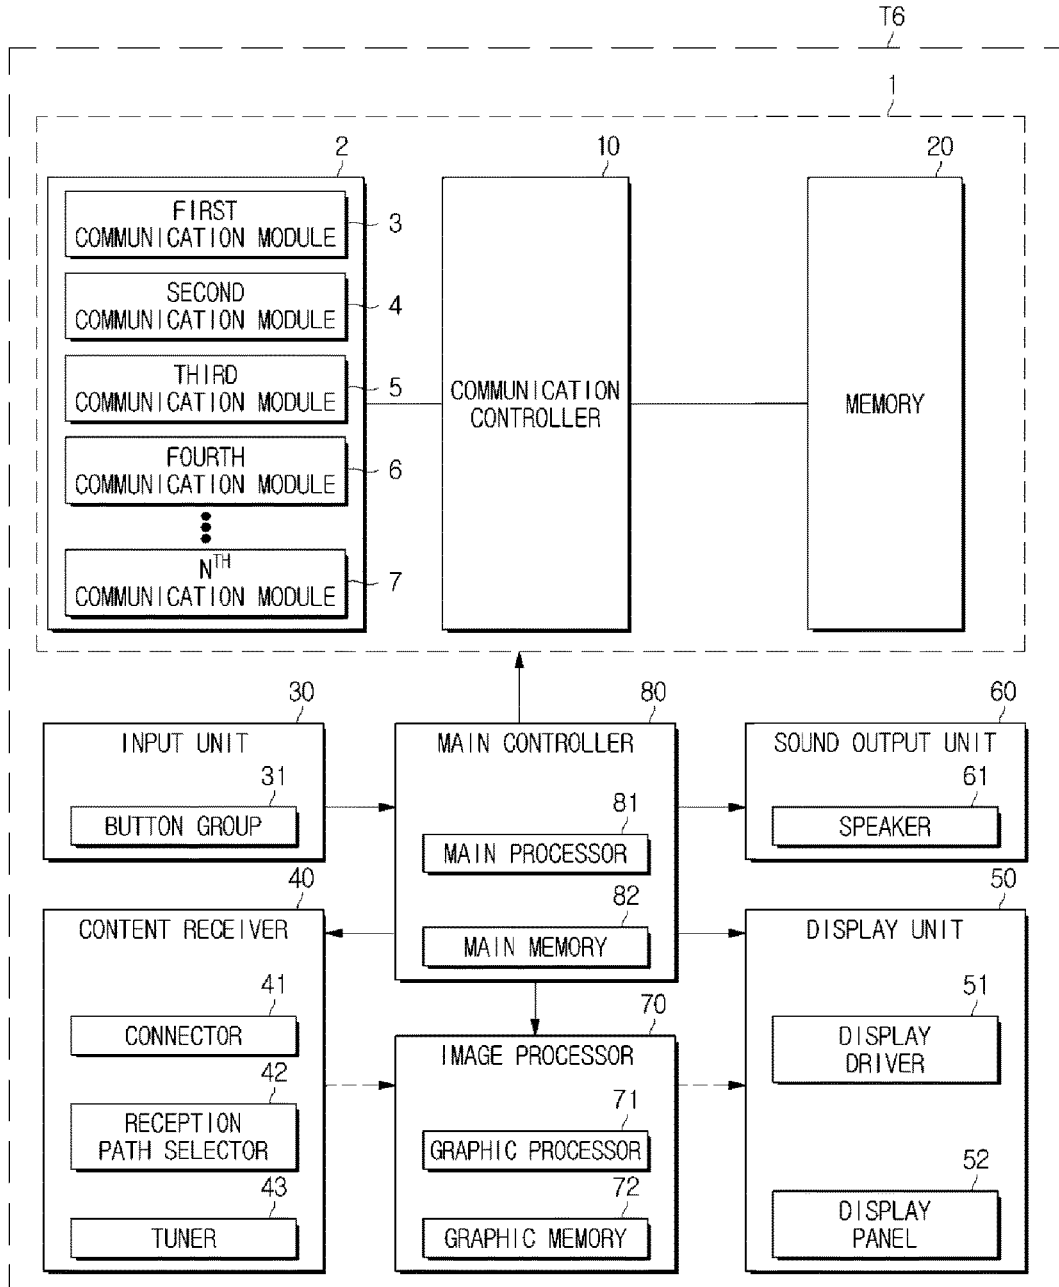 T6
1
2
10
20
FIRST
COMMUNICATION MODULE
3
SECOND
COMMUNICATION MODULE
4
THIRD
COMMUNICATION MODULE
5
FOURTH
COMMUNICATION MODULE
6
NTH
COMMUNICATION MODULE
7
COMMUNICATION
CONTROLLER
MEMORY
30
INPUT UNIT
31
BUTTON GROUP
80
MAIN CONTROLLER
81
MAIN PROCESSOR
82
MAIN MEMORY
60
SOUND OUTPUT UNIT
61
SPEAKER
40
CONTENT RECEIVER
41
CONNECTOR
42
RECEPTION
PATH SELECTOR
43
TUNER
70
IMAGE PROCESSOR
71
GRAPHIC PROCESSOR
72
GRAPHIC MEMORY
50
DISPLAY UNIT
51
DISPLAY
DRIVER
52
DISPLAY
PANEL